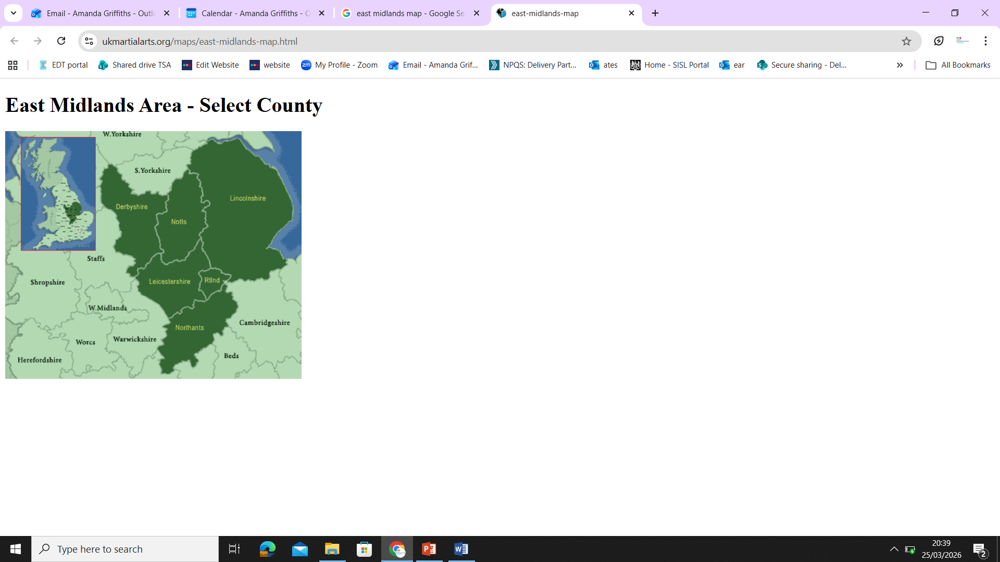 Email - Amanda Griffiths - Outl
Calendar - Amanda Griffiths - O
east midlands map - Google Se
east-midlands-map
ukmartialarts.org/maps/east-midlands-map.html
EDT portal
Shared drive TSA
Edit Website
website
zm
My Profile - Zoom
Email - Amanda Grif...
NPQS: Delivery Part...
ates
Home - SISL Portal
ear
Secure sharing - Del...
All Bookmarks
East Midlands Area - Select County
W.Yorkshire
S.Yorkshire
Lincolnshire
Derbyshire
Notts
Staffs
Leicestershire
Rtlnd
Shropshire
W.Midlands
Cambridgeshire
Northants
Warwickshire
Worcs
Beds
Herefordshire
Type here to search
20:39
25/03/2026
2